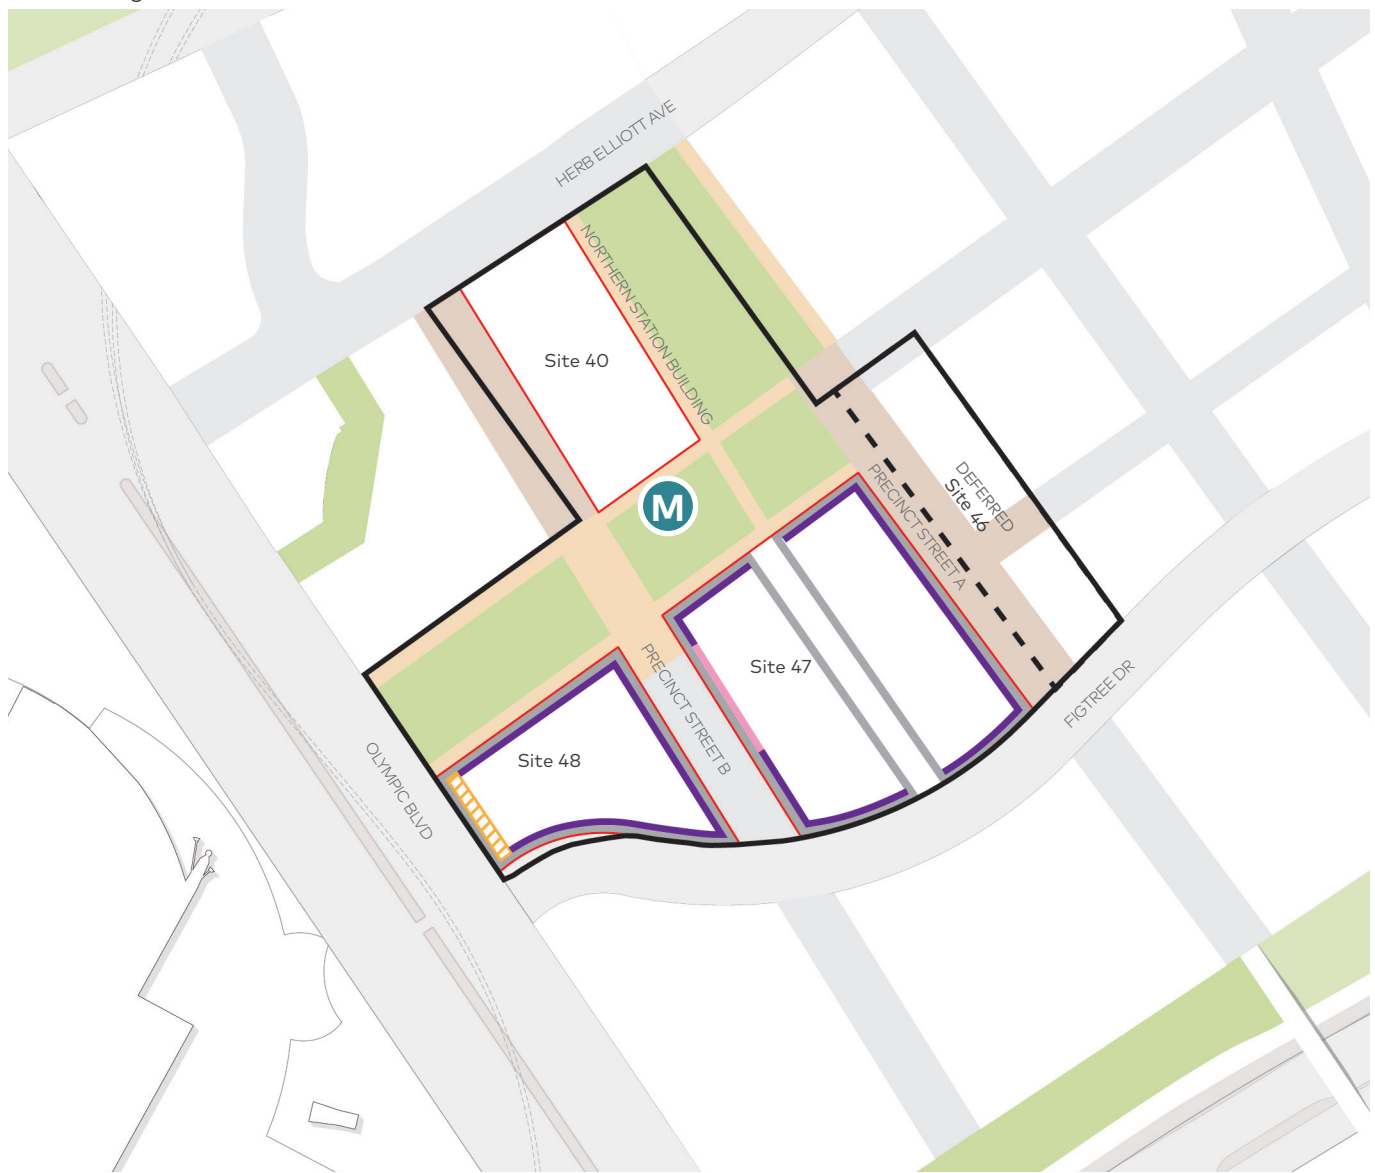 HERB ELLIOTT AVE
NORTHERN STATION BUILDING
Site 40
DEFERRED
Site 46
PRECINCT STREET A
M
PRECINCT STREET B
Site 47
FIGTREE DR
Site 48
OLYMPIC BLVD